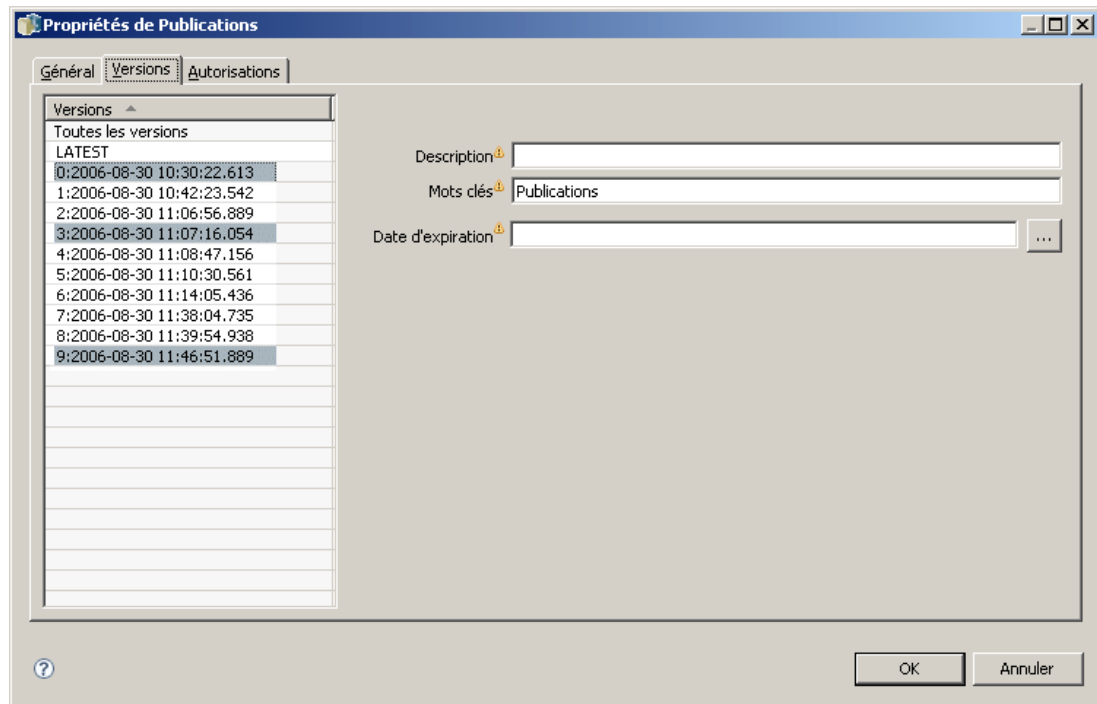 Propriétés de Publications
Général Versions Autorisations
Versions
Toutes les versions
LATEST
0:2006-08-30 10:30:22.613
1:2006-08-30 10:42:23.542
2:2006-08-30 11:06:56.889
3:2006-08-30 11:07:16.054
4:2006-08-30 11:08:47.156
5:2006-08-30 11:10:30.561
6:2006-08-30 11:14:05.436
7:2006-08-30 11:38:04.735
8:2006-08-30 11:39:54.938
9:2006-08-30 11:46:51.889
Description
Mots clés Publications
Date d'expiration ...
? OK Annuler